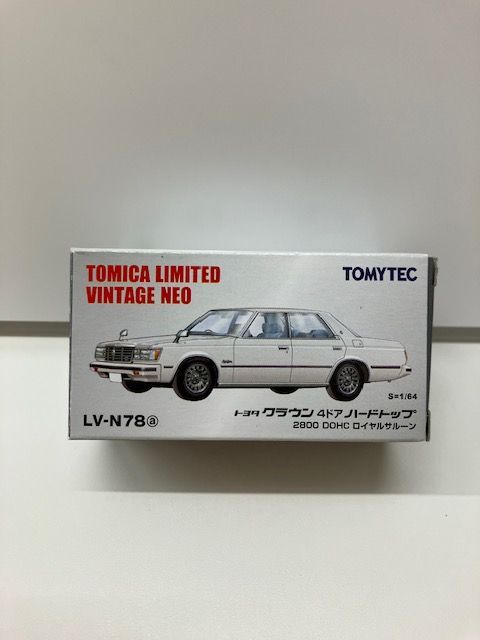 TOMICA LIMITED
VINTAGE NEO
TOMYTEC
S=1/64
LV-N78ⓐ
トヨタ クラウン 4ドア ハードトップ
2800 DOHC ロイヤルサルーン